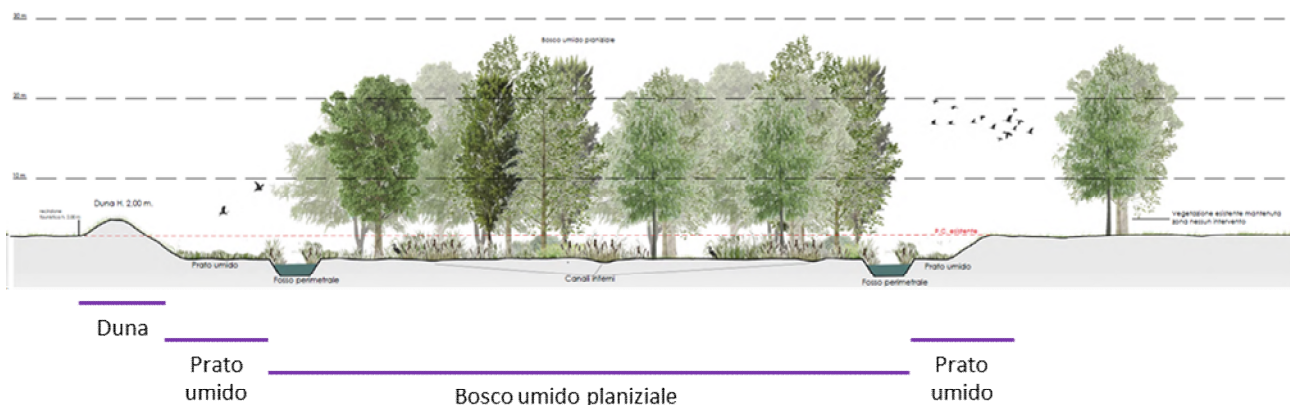 30 m
Bosco umido planiziale
20 m
10 m
Duna H. 2,00 m.
Vegetazione esistente mantenuta
zona nessun intervento
P.C. esistente
Prato umido
Fosso perimetrale
Canali interni
Fosso perimetrale
Prato umido
Duna
Prato
umido
Bosco umido planiziale
Prato
umido